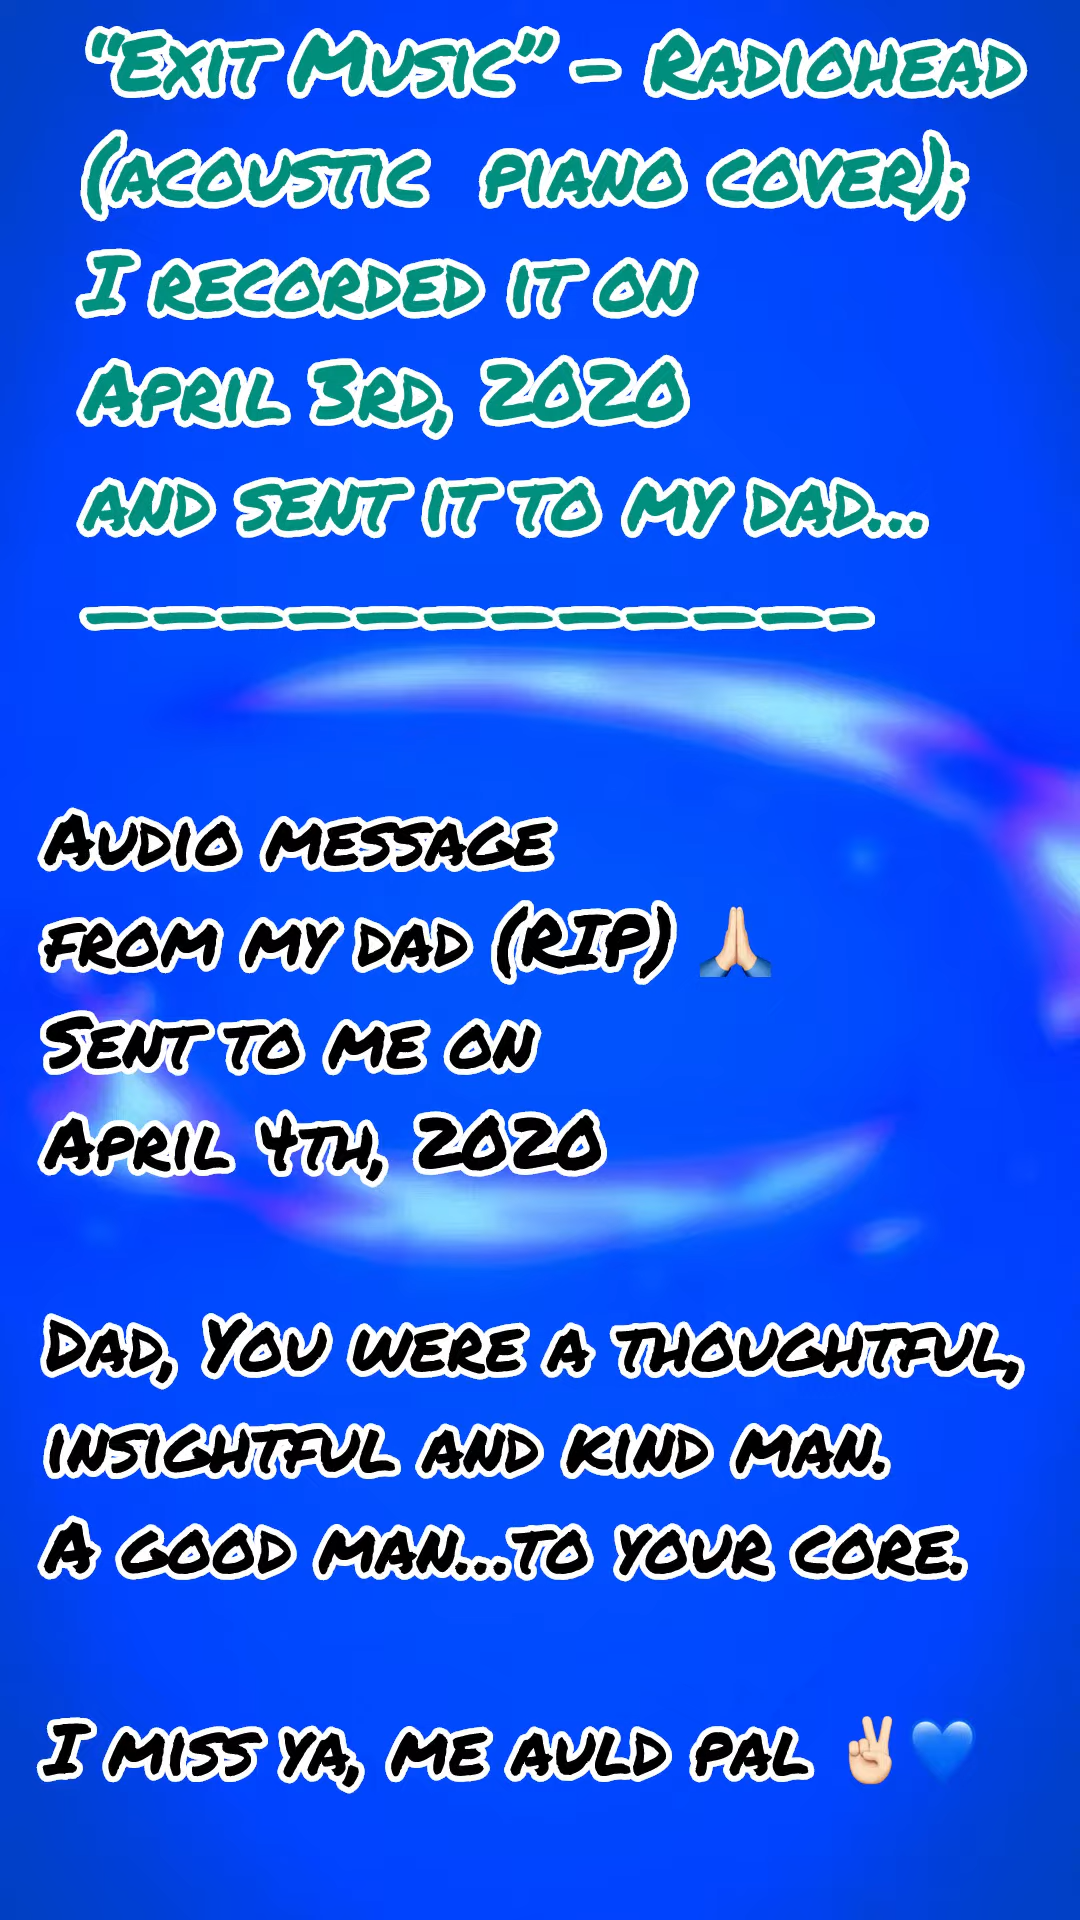 “Exit Music” – Radiohead
(acoustic piano cover);
I recorded it on
April 3rd, 2020
and sent it to my dad...
————————————
Audio message
from my dad (RIP) 🙏🏻
Sent to me on
April 4th, 2020
Dad, You were a thoughtful,
insightful and kind man.
A good man...to your core.
I miss ya, me auld pal ✌🏻💙